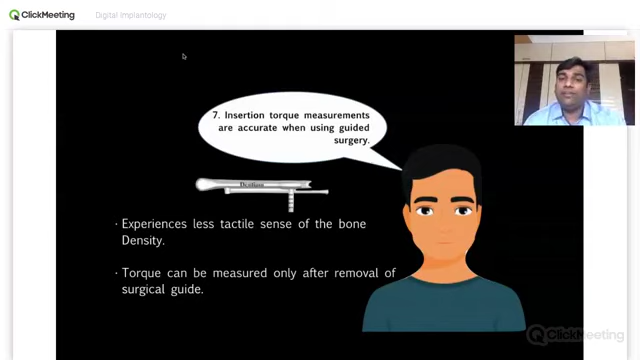 ClickMeeting
Digital Implantology
7. Insertion torque measurements
are accurate when using guided
surgery.
· Experiences less tactile sense of the bone
Density.
· Torque can be measured only after removal of
surgical guide.
ClickMeeting